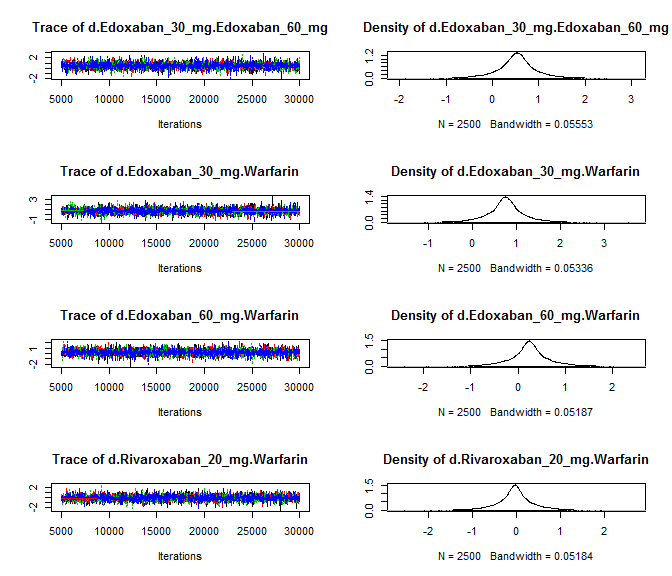 Trace of d.Edoxaban_30_mg.Edoxaban_60_mg
2
-2
5000 10000 15000 20000 25000 30000
Iterations
Density of d.Edoxaban_30_mg.Edoxaban_60_mg
1.2
0.0
-2 -1 0 1 2 3
N = 2500 Bandwidth = 0.05553
Trace of d.Edoxaban_30_mg.Warfarin
3
-1
5000 10000 15000 20000 25000 30000
Iterations
Density of d.Edoxaban_30_mg.Warfarin
1.4
0.0
-1 0 1 2 3
N = 2500 Bandwidth = 0.05336
Trace of d.Edoxaban_60_mg.Warfarin
1
-2
5000 10000 15000 20000 25000 30000
Iterations
Density of d.Edoxaban_60_mg.Warfarin
1.5
0.0
-2 -1 0 1 2
N = 2500 Bandwidth = 0.05187
Trace of d.Rivaroxaban_20_mg.Warfarin
2
-2
5000 10000 15000 20000 25000 30000
Iterations
Density of d.Rivaroxaban_20_mg.Warfarin
1.5
0.0
-2 -1 0 1 2
N = 2500 Bandwidth = 0.05184